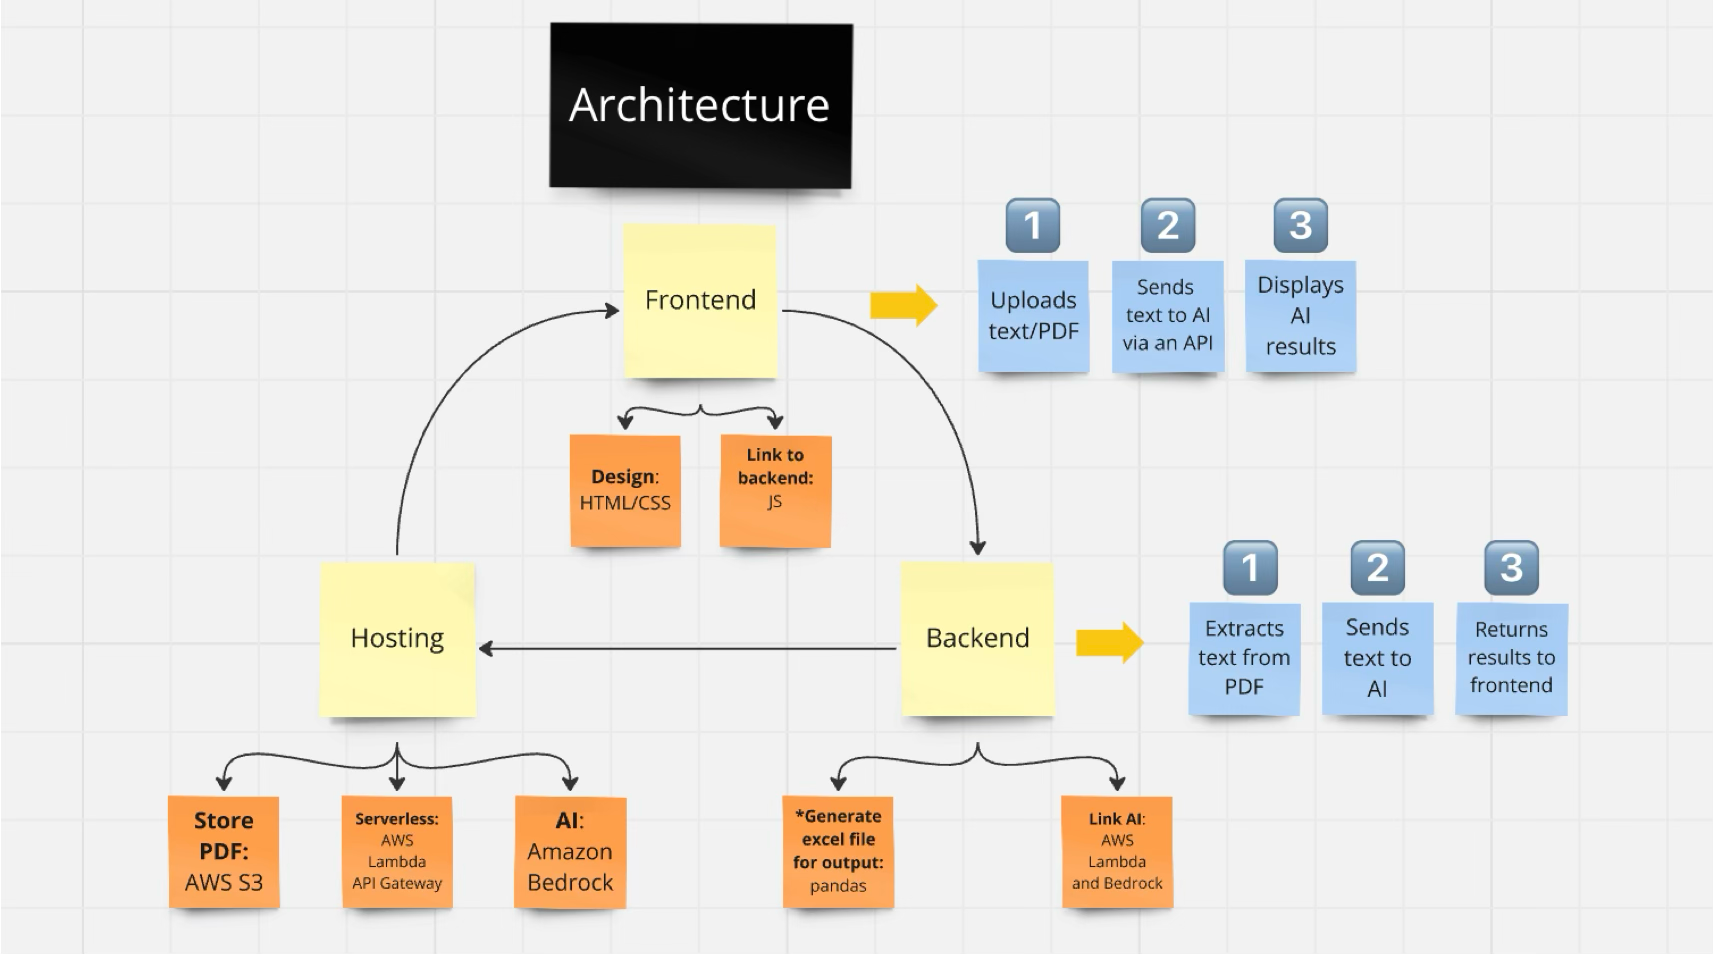 Architecture
1
2
3
Frontend
Uploads
text/PDF
Sends
text to AI
via an API
Displays
AI
results
Design:
HTML/CSS
Link to
backend:
JS
Hosting
Backend
1
2
3
Extracts
text from
PDF
Sends
text to
AI
Returns
results to
frontend
Store
PDF:
AWS S3
Serverless:
AWS
Lambda
API Gateway
AI:
Amazon
Bedrock
*Generate
excel file
for output:
pandas
Link AI:
AWS
Lambda
and Bedrock